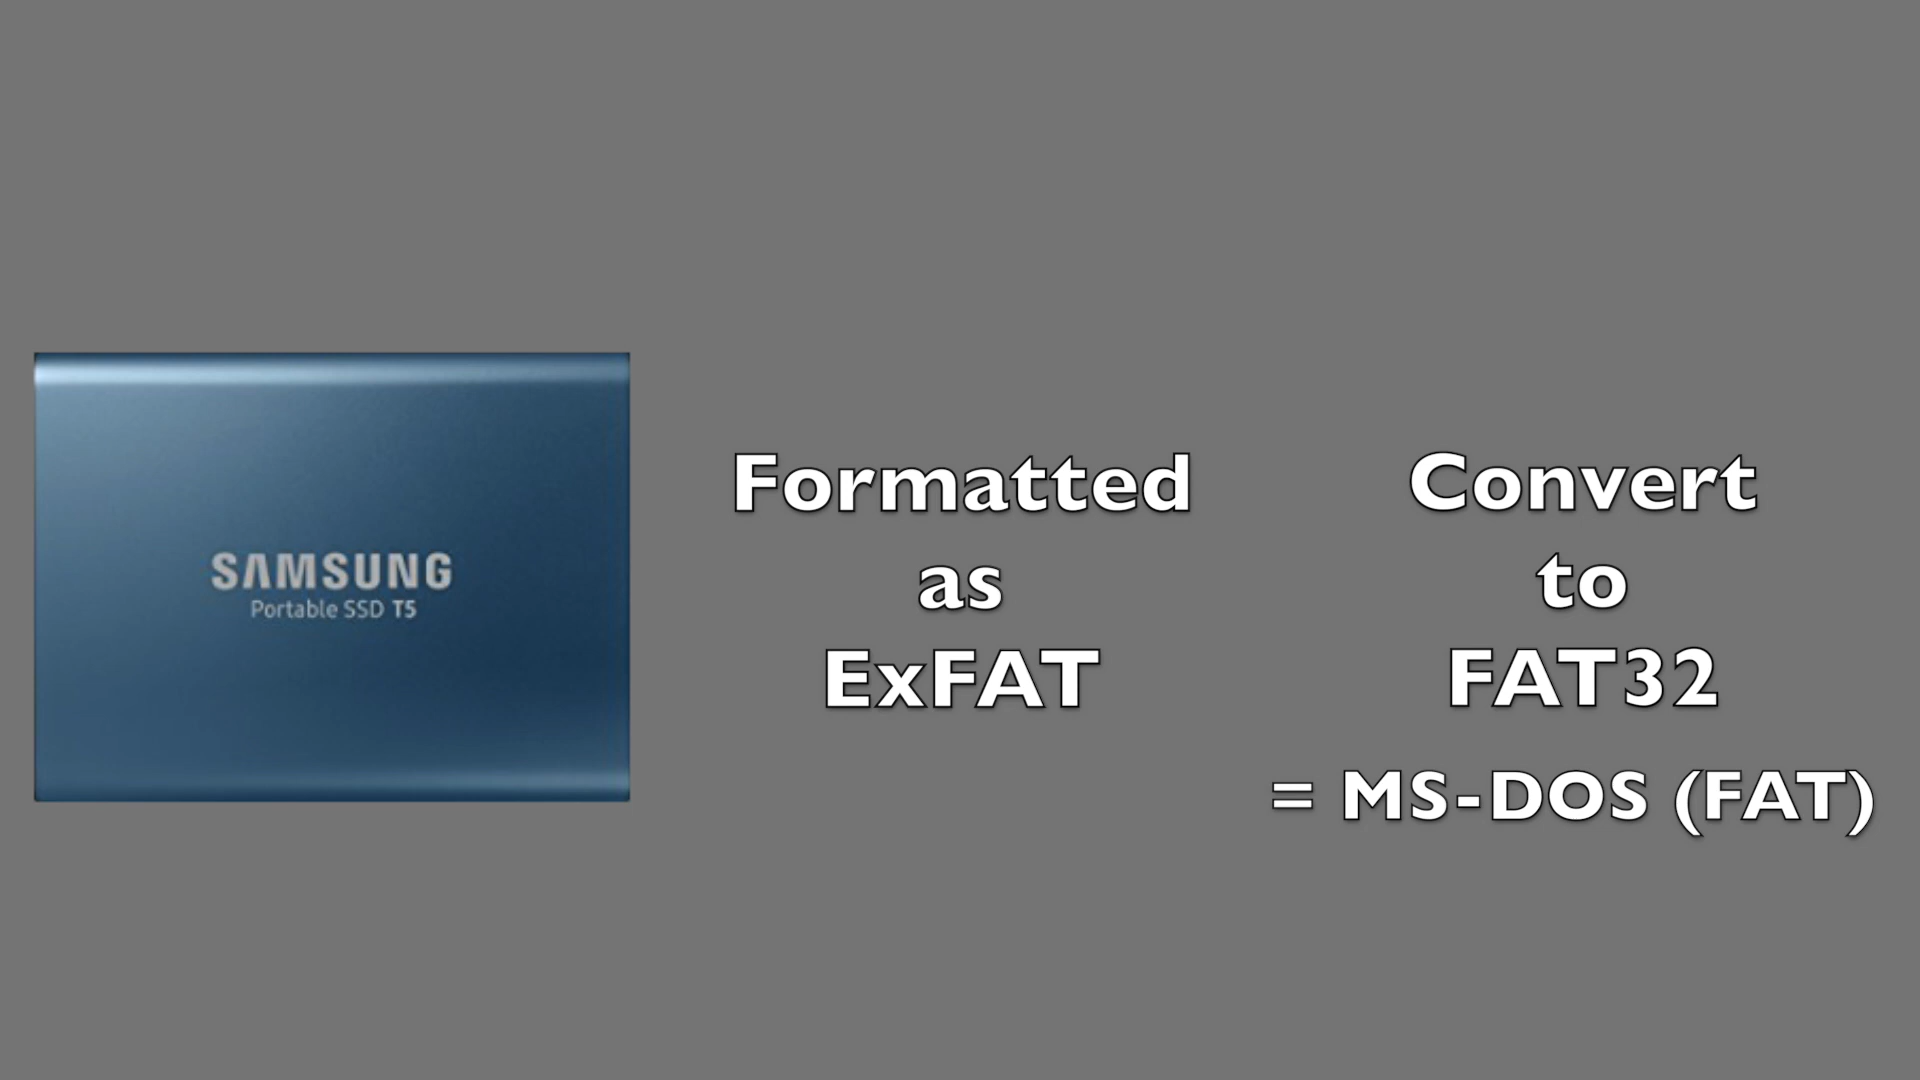 SAMSUNG
Portable SSD T5
Formatted
as
ExFAT
Convert
to
FAT32
= MS-DOS (FAT)